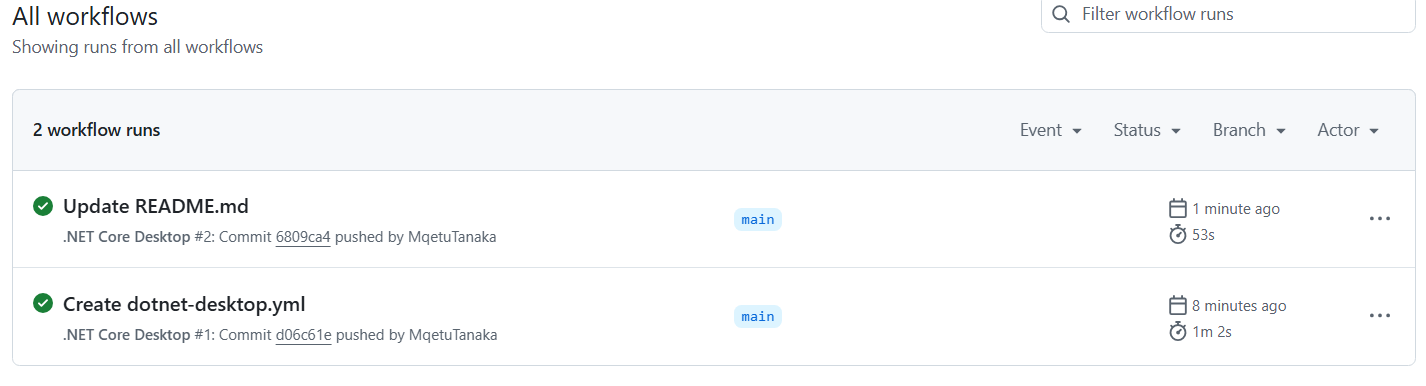 All workflows
Filter workflow runs
Showing runs from all workflows
2 workflow runs
Event
Status
Branch
Actor
Update README.md
main
1 minute ago
.NET Core Desktop #2: Commit 6809ca4 pushed by MqetuTanaka
53s
Create dotnet-desktop.yml
main
8 minutes ago
.NET Core Desktop #1: Commit d06c61e pushed by MqetuTanaka
1m 2s